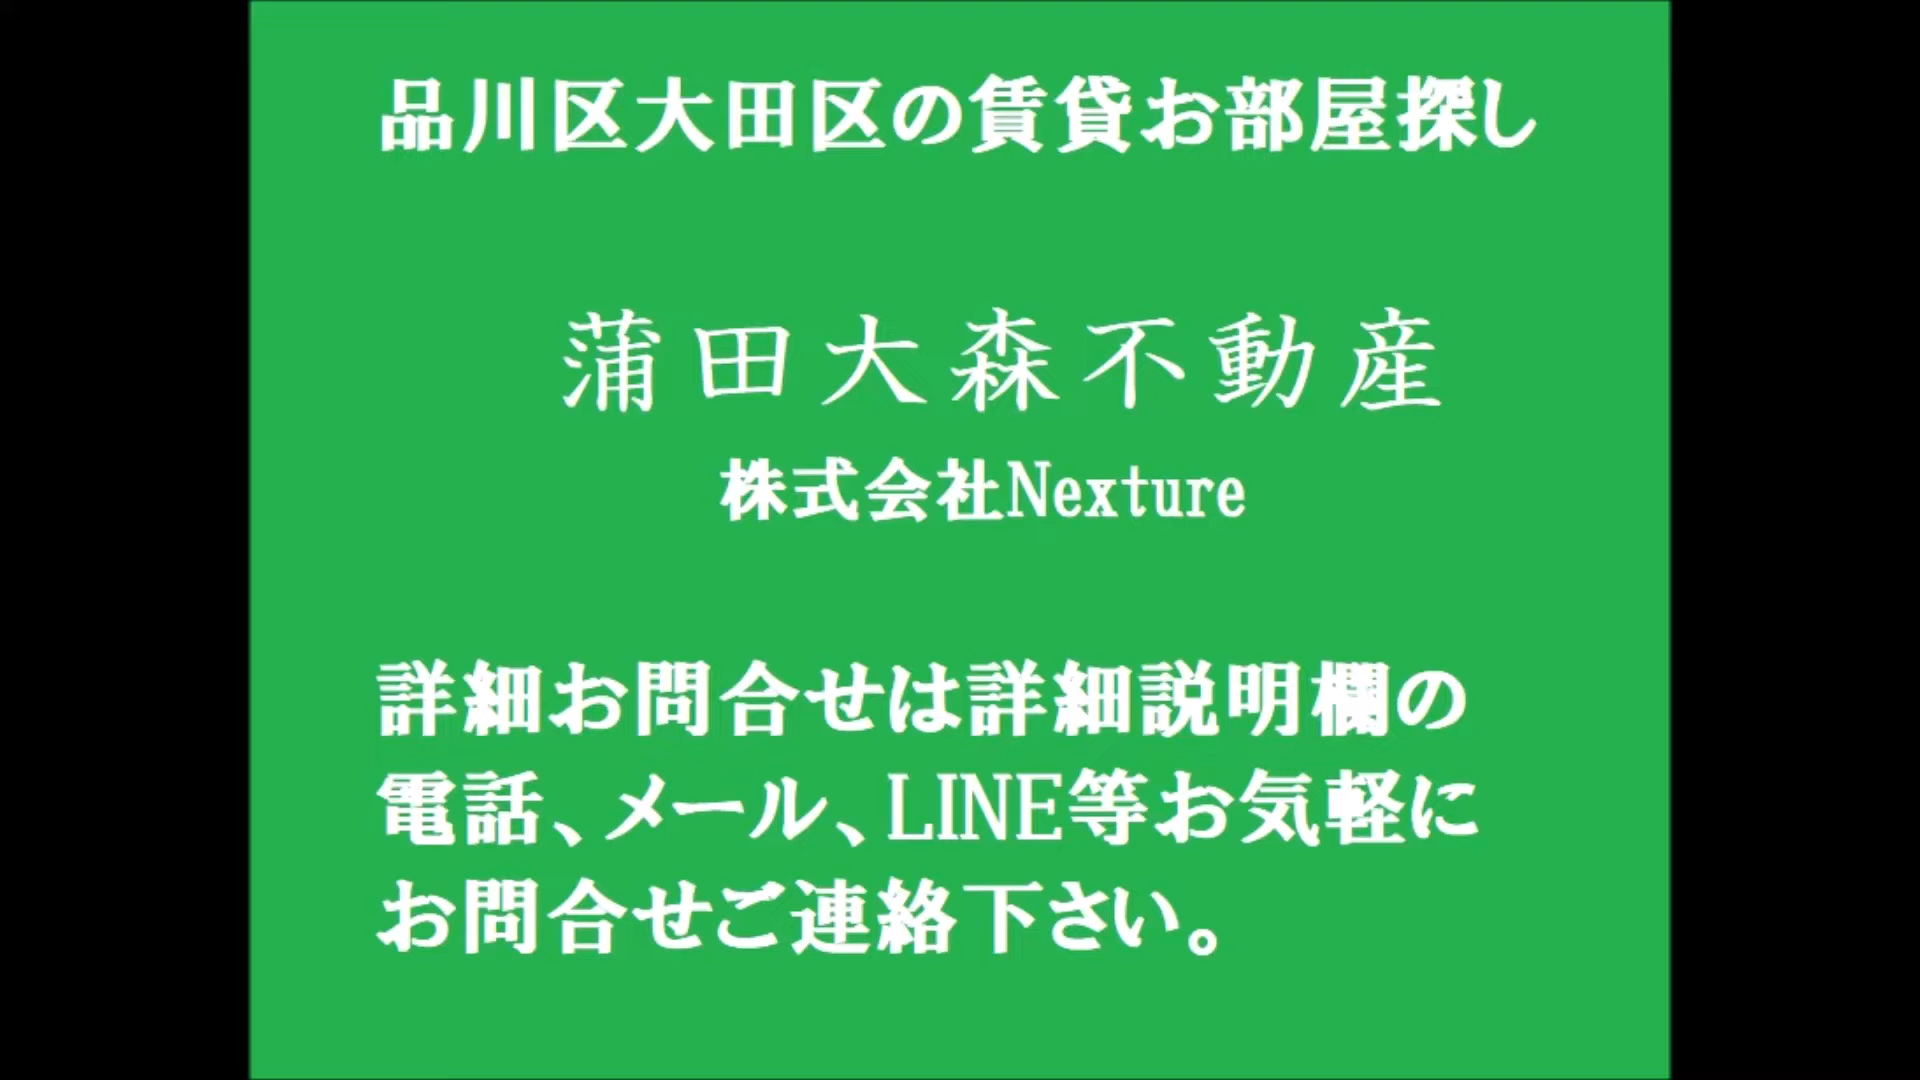 品川区大田区の賃貸お部屋探し
蒲田大森不動産
株式会社Nexture
詳細お問合せは詳細説明欄の
電話、メール、LINE等お気軽に
お問合せご連絡下さい。